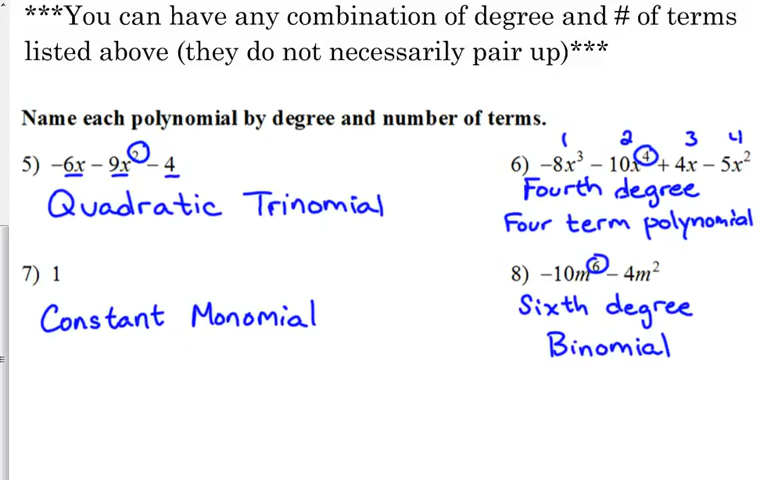 ***You can have any combination of degree and # of terms
listed above (they do not necessarily pair up)***
Name each polynomial by degree and number of terms.
5) −6x − 9x² − 4
Quadratic Trinomial
1 2 3 4
6) −8x³ − 10x⁴ + 4x − 5x²
Fourth degree
Four term polynomial
7) 1
Constant Monomial
8) −10m⁶ − 4m²
Sixth degree
Binomial